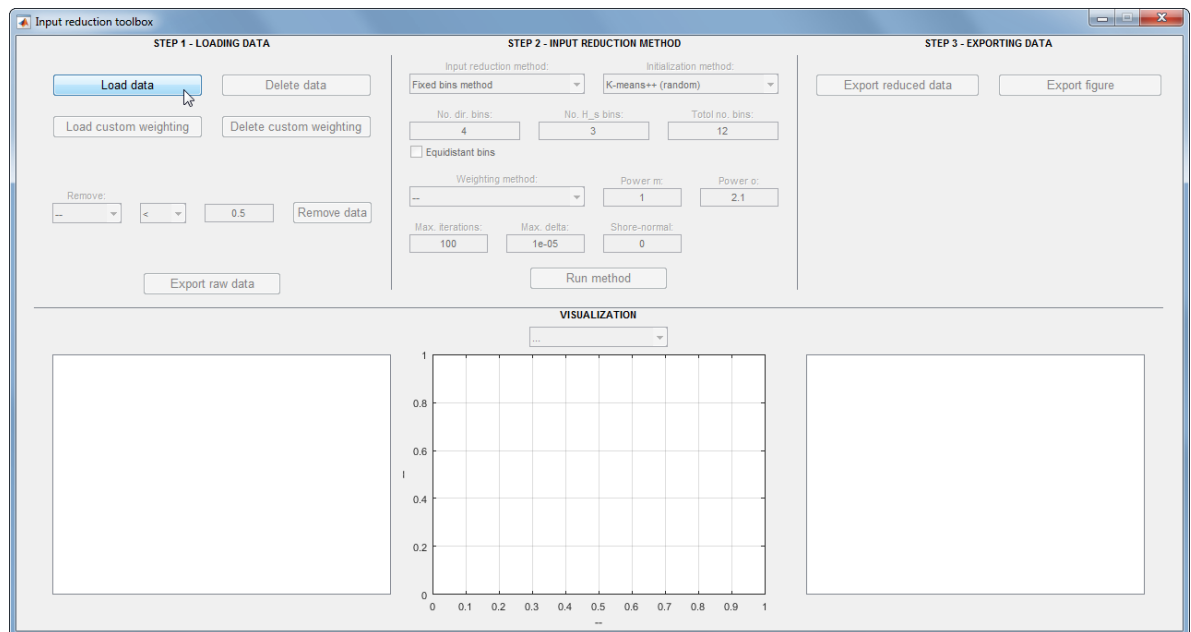 Input reduction toolbox
STEP 1 - LOADING DATA
Load data
Delete data
Load custom weighting
Delete custom weighting
Remove:
--
<
0.5
Remove data
Export raw data
STEP 2 - INPUT REDUCTION METHOD
Input reduction method:
Initialization method:
Fixed bins method
K-means++ (random)
No. dir. bins:
No. H_s bins:
Total no. bins:
4
3
12
Equidistant bins
Weighting method:
Power m:
Power o:
--
1
2.1
Max. iterations:
Max. delta:
Shore-normal:
100
1e-05
0
Run method
STEP 3 - EXPORTING DATA
Export reduced data
Export figure
VISUALIZATION
...
1
0.8
0.6
0.4
0.2
0
--
0 0.1 0.2 0.3 0.4 0.5 0.6 0.7 0.8 0.9 1
--